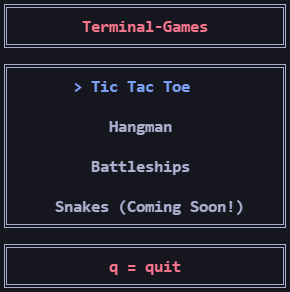 Terminal-Games
> Tic Tac Toe
Hangman
Battleships
Snakes (Coming Soon!)
q = quit